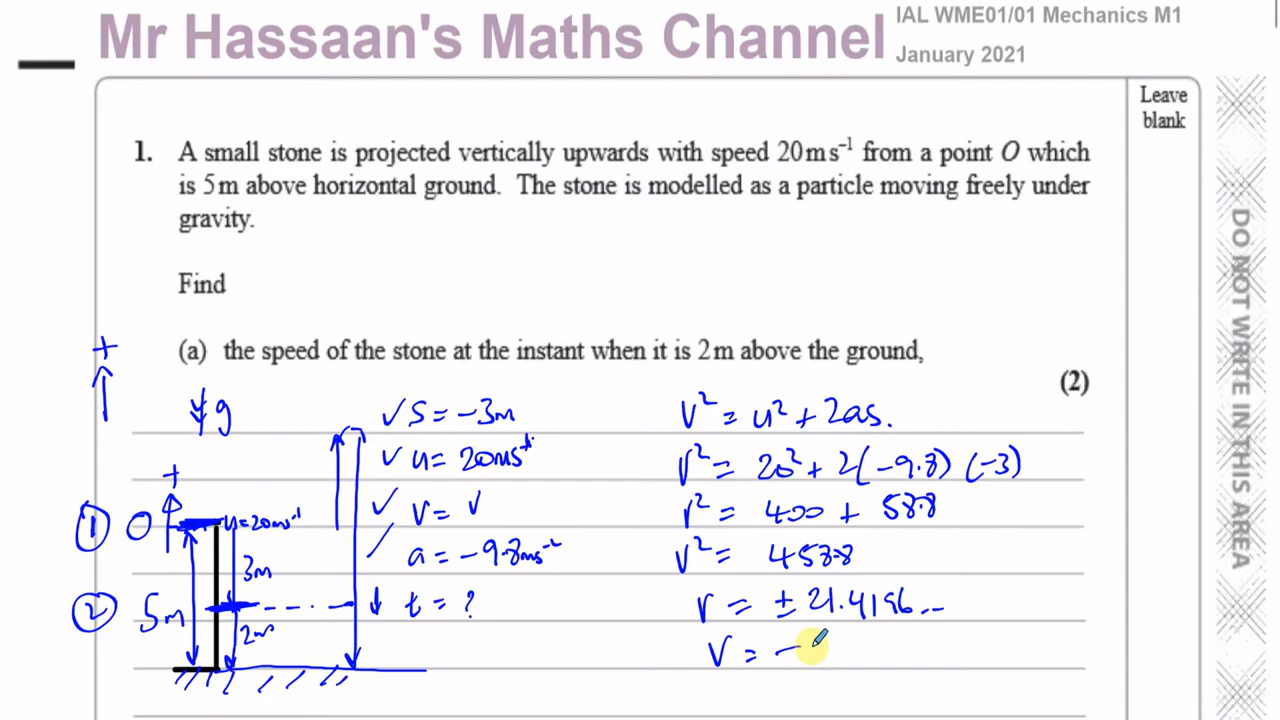 Mr Hassaan's Maths Channel
IAL WME01/01 Mechanics M1
January 2021
Leave
blank
1. A small stone is projected vertically upwards with speed 20 m s⁻¹ from a point O which
is 5 m above horizontal ground. The stone is modelled as a particle moving freely under
gravity.
Find
(a) the speed of the stone at the instant when it is 2 m above the ground,
(2)
+
↓g
+
① O
u=20ms⁻¹
3m
② 5m
2m
✓ s = -3m
✓ u = 20ms⁻¹
✓ v = v
a = -9.8ms⁻²
↓ t = ?
v² = u² + 2as.
v² = 20² + 2(-9.8)(-3)
v² = 400 + 58.8
v² = 458.8
v = ± 21.4196...
v = -
DO NOT WRITE IN THIS AREA